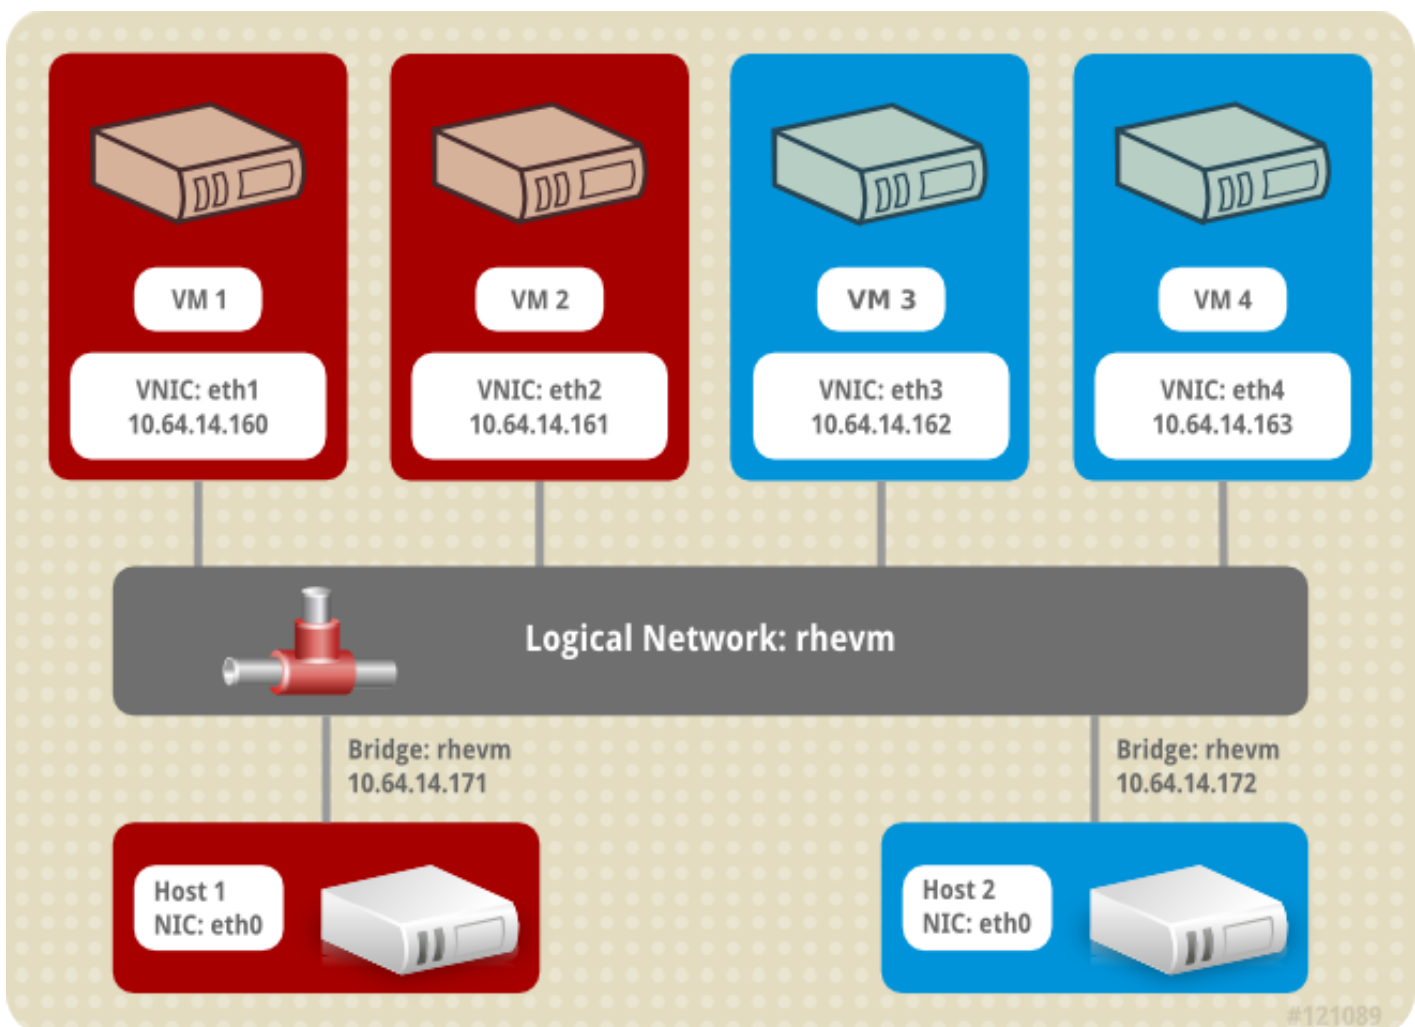 VM 1
VM 2
VM 3
VM 4
VNIC: eth1
10.64.14.160
VNIC: eth2
10.64.14.161
VNIC: eth3
10.64.14.162
VNIC: eth4
10.64.14.163
Logical Network: rhevm
Bridge: rhevm
10.64.14.171
Bridge: rhevm
10.64.14.172
Host 1
NIC: eth0
Host 2
NIC: eth0
#121089